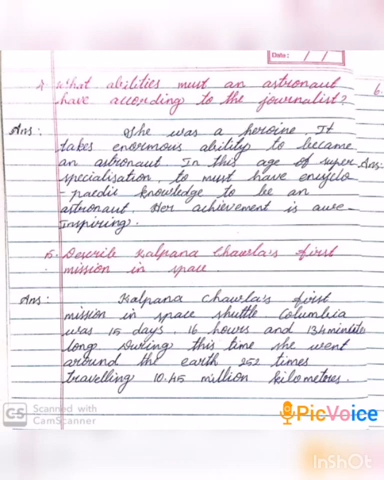 Date :
4) What abilities must an astronaut
have according to the journalist?
Ans : She was a heroine. It
takes enormous ability to became
an astronaut. In this age of super
specialisation, to must have encyclo
-paedic knowledge to be an
astronaut. Her achievement is awe
Inspiring.
5. Describe Kalpana Chawla's first
mission in space.
Ans : Kalpana Chawla's first
mission in space shuttle Columbia
was 15 days. 16 hours and 134 minutes
long. During this time she went
around the earth 252 times
travelling 10.45 million kilometres.
6.
Ans:
CS Scanned with
CamScanner
PicVoice
InShOt